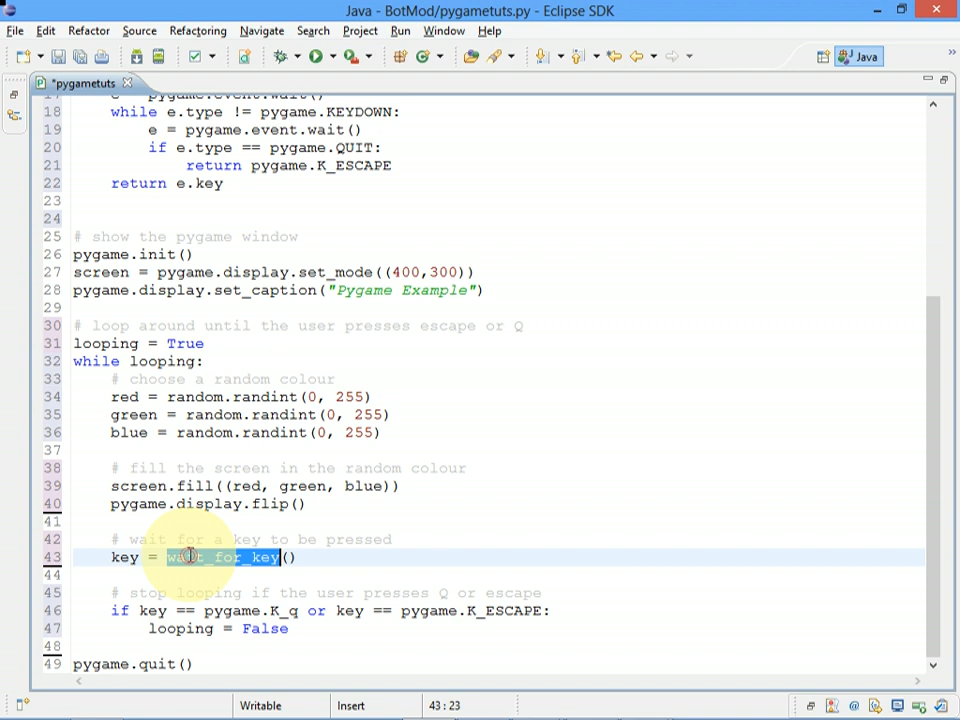 Java - BotMod/pygametuts.py - Eclipse SDK
File Edit Refactor Source Refactoring Navigate Search Project Run Window Help
Java
*pygametuts
17 e = pygame.event.wait()
18 while e.type != pygame.KEYDOWN:
19 e = pygame.event.wait()
20 if e.type == pygame.QUIT:
21 return pygame.K_ESCAPE
22 return e.key
23
24
25 # show the pygame window
26 pygame.init()
27 screen = pygame.display.set_mode((400,300))
28 pygame.display.set_caption("Pygame Example")
29
30 # loop around until the user presses escape or Q
31 looping = True
32 while looping:
33 # choose a random colour
34 red = random.randint(0, 255)
35 green = random.randint(0, 255)
36 blue = random.randint(0, 255)
37
38 # fill the screen in the random colour
39 screen.fill((red, green, blue))
40 pygame.display.flip()
41
42 # wait for a key to be pressed
43 key = wait_for_key()
44
45 # stop looping if the user presses Q or escape
46 if key == pygame.K_q or key == pygame.K_ESCAPE:
47 looping = False
48
49 pygame.quit()
Writable Insert 43 : 23